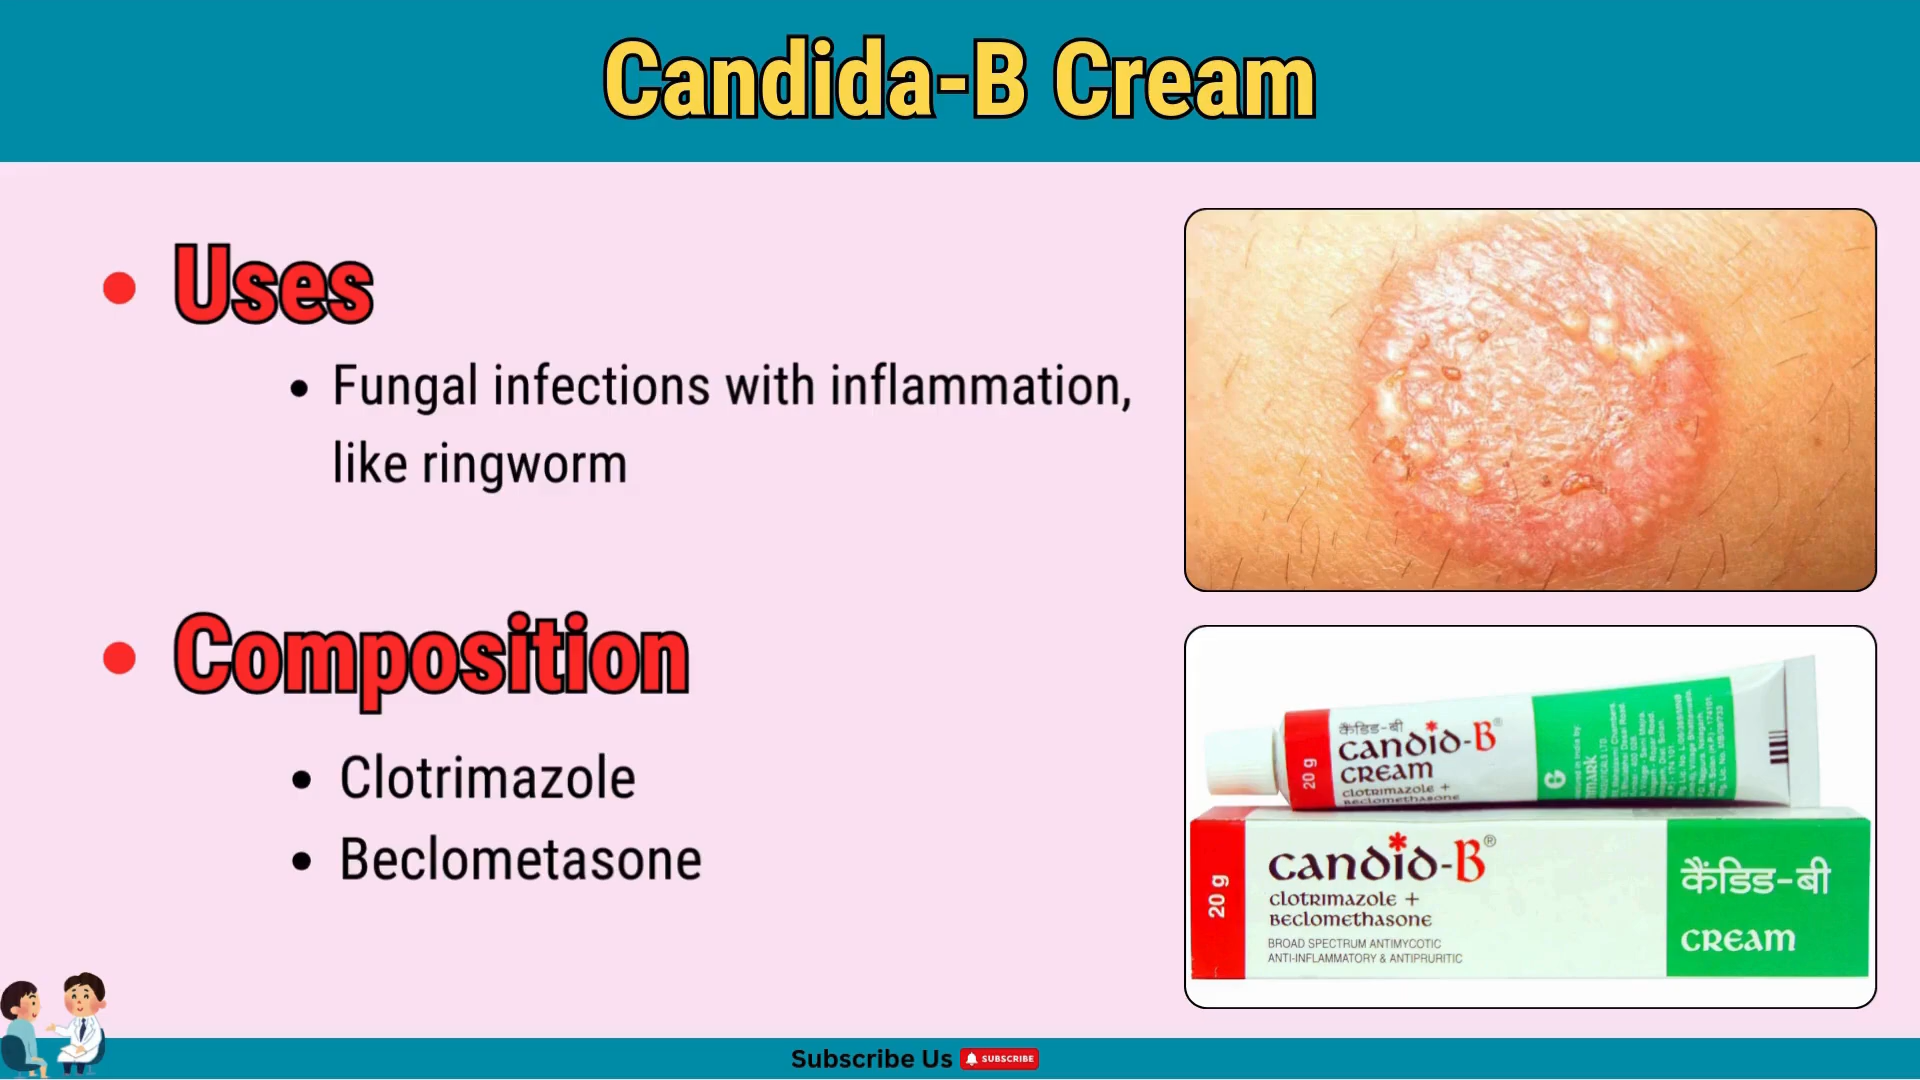 Candida-B Cream
Uses
Fungal infections with inflammation,
like ringworm
Composition
Clotrimazole
Beclometasone
कैंडिड-बी
candid-B®
CREAM
clotrimazole +
Beclomethasone
20 g
G
candid-B®
clotrimazole +
Beclomethasone
BROAD SPECTRUM ANTIMYCOTIC
ANTI-INFLAMMATORY & ANTIPRURITIC
20 g
कैंडिड-बी
CREAM
Subscribe Us
SUBSCRIBE